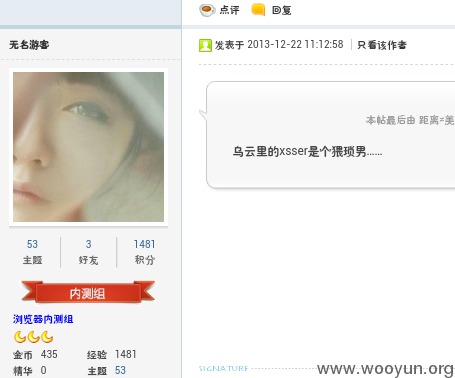 点评 回复
无名游客
发表于 2013-12-22 11:12:58 | 只看该作者
本帖最后由 距离≠美
乌云里的xsser是个猥琐男……
53 3 1481
主题 好友 积分
内测组
浏览器内测组
金币 435 经验 1481
精华 0 主题 53
SIGNATURE
www.wooyun.org